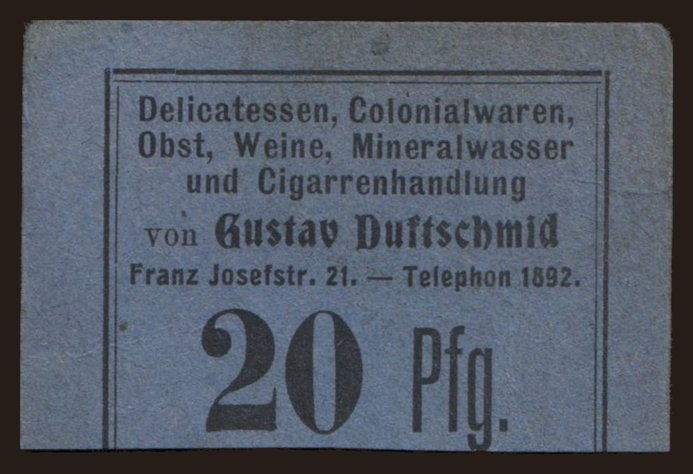 Delicatessen, Colonialwaren,
Obst, Weine, Mineralwasser
und Cigarrenhandlung
von Gustav Duftschmid
Franz Josefstr. 21. — Telephon 1892.
20 Pfg.